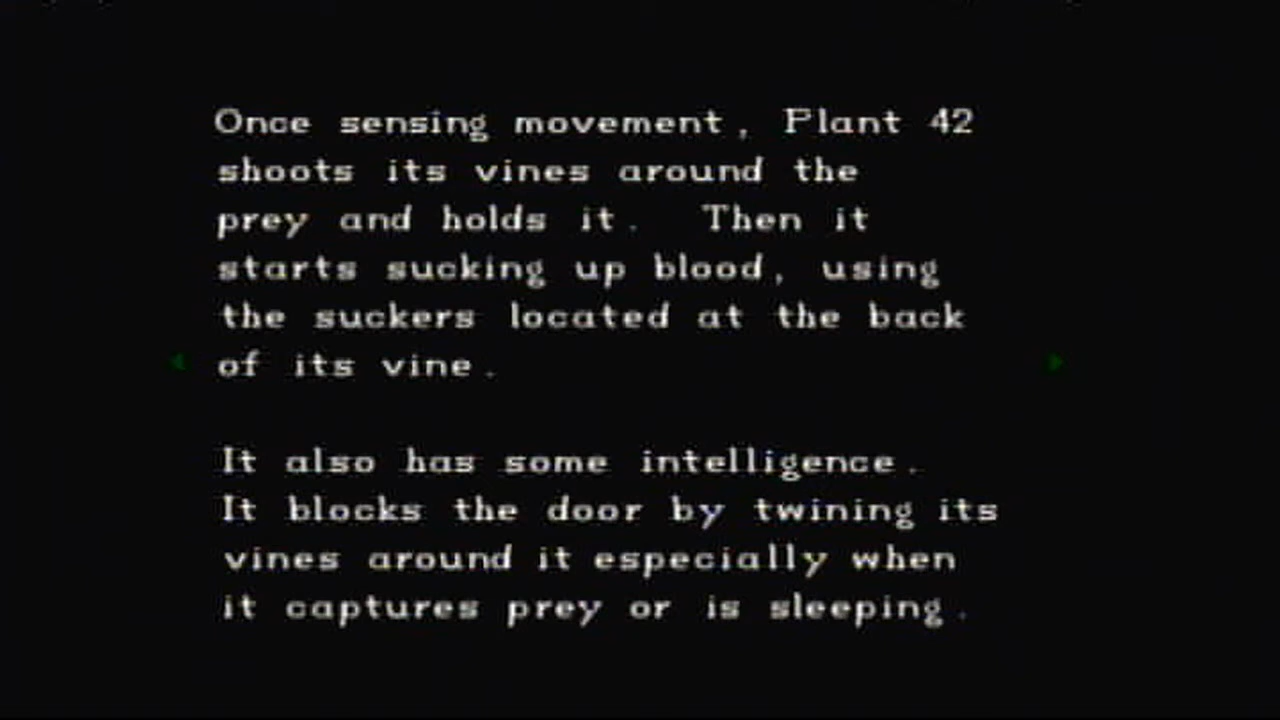 Once sensing movement, Plant 42
shoots its vines around the
prey and holds it. Then it
starts sucking up blood, using
the suckers located at the back
of its vine.
It also has some intelligence.
It blocks the door by twining its
vines around it especially when
it captures prey or is sleeping.